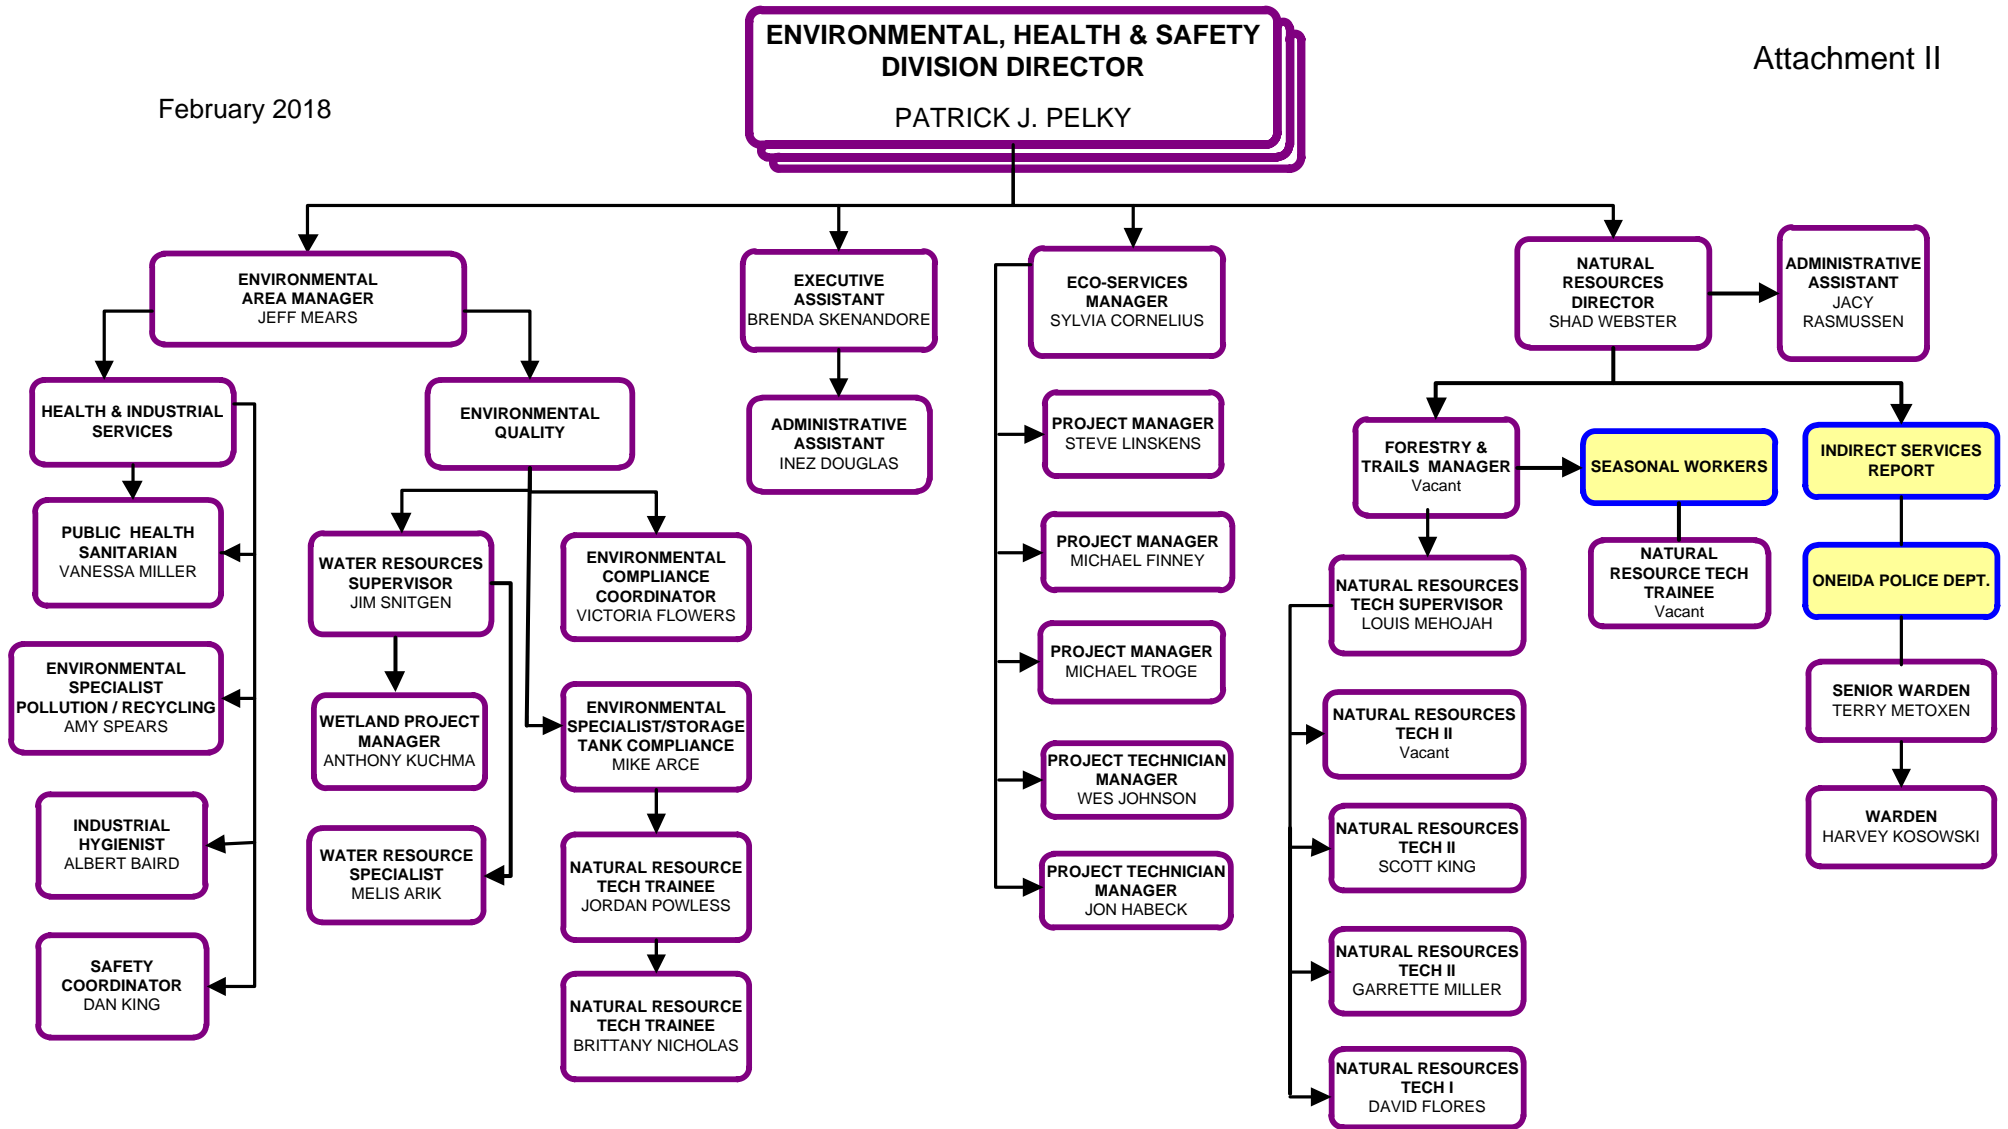 ENVIRONMENTAL, HEALTH & SAFETY
DIVISION DIRECTOR
PATRICK J. PELKY
Attachment II
February 2018
ENVIRONMENTAL
AREA MANAGER
JEFF MEARS
EXECUTIVE
ASSISTANT
BRENDA SKENANDORE
ECO-SERVICES
MANAGER
SYLVIA CORNELIUS
NATURAL
RESOURCES
DIRECTOR
SHAD WEBSTER
ADMINISTRATIVE
ASSISTANT
JACY
RASMUSSEN
HEALTH & INDUSTRIAL
SERVICES
ENVIRONMENTAL
QUALITY
ADMINISTRATIVE
ASSISTANT
INEZ DOUGLAS
PROJECT MANAGER
STEVE LINSKENS
FORESTRY &
TRAILS  MANAGER
Vacant
SEASONAL WORKERS
INDIRECT SERVICES
REPORT
PUBLIC  HEALTH
SANITARIAN
VANESSA MILLER
WATER RESOURCES
SUPERVISOR
JIM SNITGEN
ENVIRONMENTAL
COMPLIANCE
COORDINATOR
VICTORIA FLOWERS
PROJECT MANAGER
MICHAEL FINNEY
NATURAL RESOURCES
TECH SUPERVISOR
LOUIS MEHOJAH
NATURAL
RESOURCE TECH
TRAINEE
Vacant
ONEIDA POLICE DEPT.
ENVIRONMENTAL
SPECIALIST
POLLUTION / RECYCLING
AMY SPEARS
WETLAND PROJECT
MANAGER
ANTHONY KUCHMA
ENVIRONMENTAL
SPECIALIST/STORAGE
TANK COMPLIANCE
MIKE ARCE
PROJECT MANAGER
MICHAEL TROGE
NATURAL RESOURCES
TECH II
Vacant
SENIOR WARDEN
TERRY METOXEN
INDUSTRIAL
HYGIENIST
ALBERT BAIRD
WATER RESOURCE
SPECIALIST
MELIS ARIK
NATURAL RESOURCE
TECH TRAINEE
JORDAN POWLESS
PROJECT TECHNICIAN
MANAGER
WES JOHNSON
NATURAL RESOURCES
TECH II
SCOTT KING
WARDEN
HARVEY KOSOWSKI
SAFETY
COORDINATOR
DAN KING
NATURAL RESOURCE
TECH TRAINEE
BRITTANY NICHOLAS
PROJECT TECHNICIAN
MANAGER
JON HABECK
NATURAL RESOURCES
TECH II
GARRETTE MILLER
NATURAL RESOURCES
TECH I
DAVID FLORES